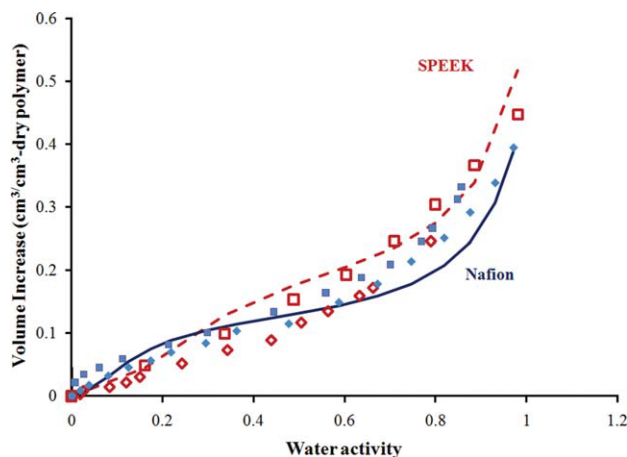 0.6
0.5
0.4
0.3
0.2
0.1
0
SPEEK
Nafion
0 0.2 0.4 0.6 0.8 1 1.2
Water activity
Volume Increase (cm³/cm³-dry polymer)